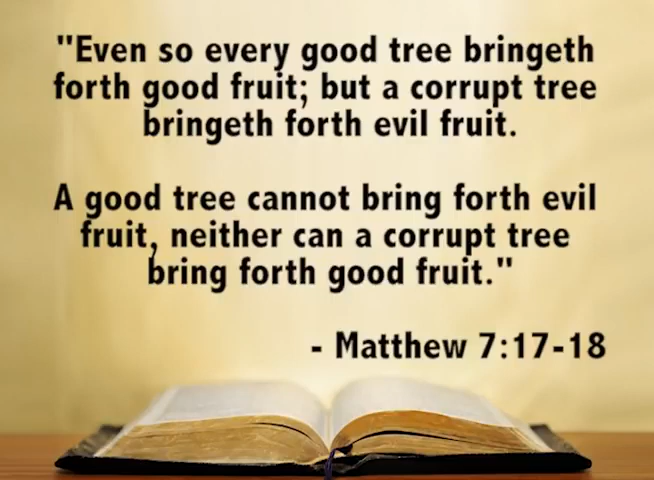 "Even so every good tree bringeth
forth good fruit; but a corrupt tree
bringeth forth evil fruit.
A good tree cannot bring forth evil
fruit, neither can a corrupt tree
bring forth good fruit."
- Matthew 7:17-18